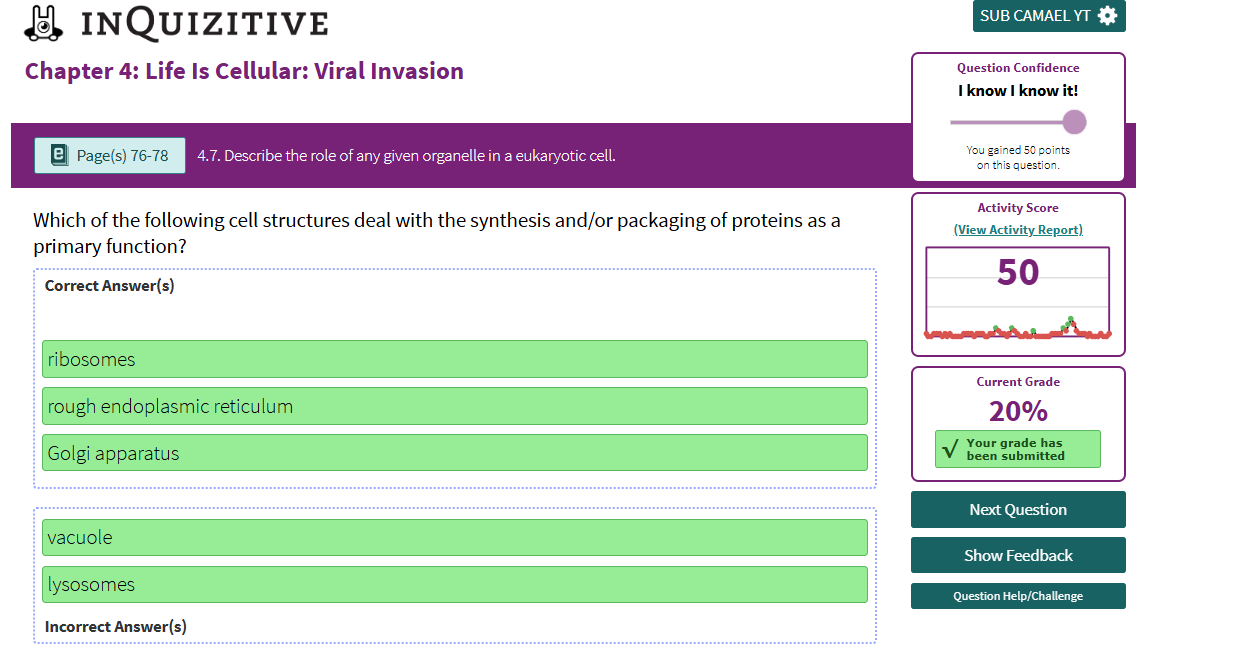 INQUIZITIVE
SUB CAMAEL YT
Chapter 4: Life Is Cellular: Viral Invasion
Question Confidence
I know I know it!
You gained 50 points
on this question.
e Page(s) 76-78
4.7. Describe the role of any given organelle in a eukaryotic cell.
Which of the following cell structures deal with the synthesis and/or packaging of proteins as a
primary function?
Correct Answer(s)
ribosomes
rough endoplasmic reticulum
Golgi apparatus
vacuole
lysosomes
Incorrect Answer(s)
Activity Score
(View Activity Report)
50
Current Grade
20%
√ Your grade has
been submitted
Next Question
Show Feedback
Question Help/Challenge